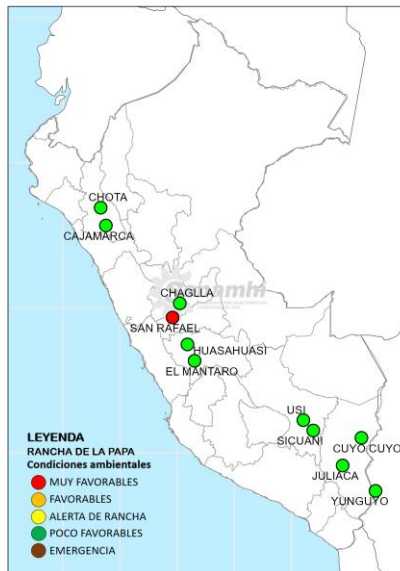 CHOTA
CAJAMARCA
CHAGLLA
SAN RAFAEL
HUASAHUASI
EL MANTARO
USI
SICUANI
CUYO CUYO
JULIACA
YUNGUYO
LEYENDA
RANCHA DE LA PAPA
Condiciones ambientales
MUY FAVORABLES
FAVORABLES
ALERTA DE RANCHA
POCO FAVORABLES
EMERGENCIA